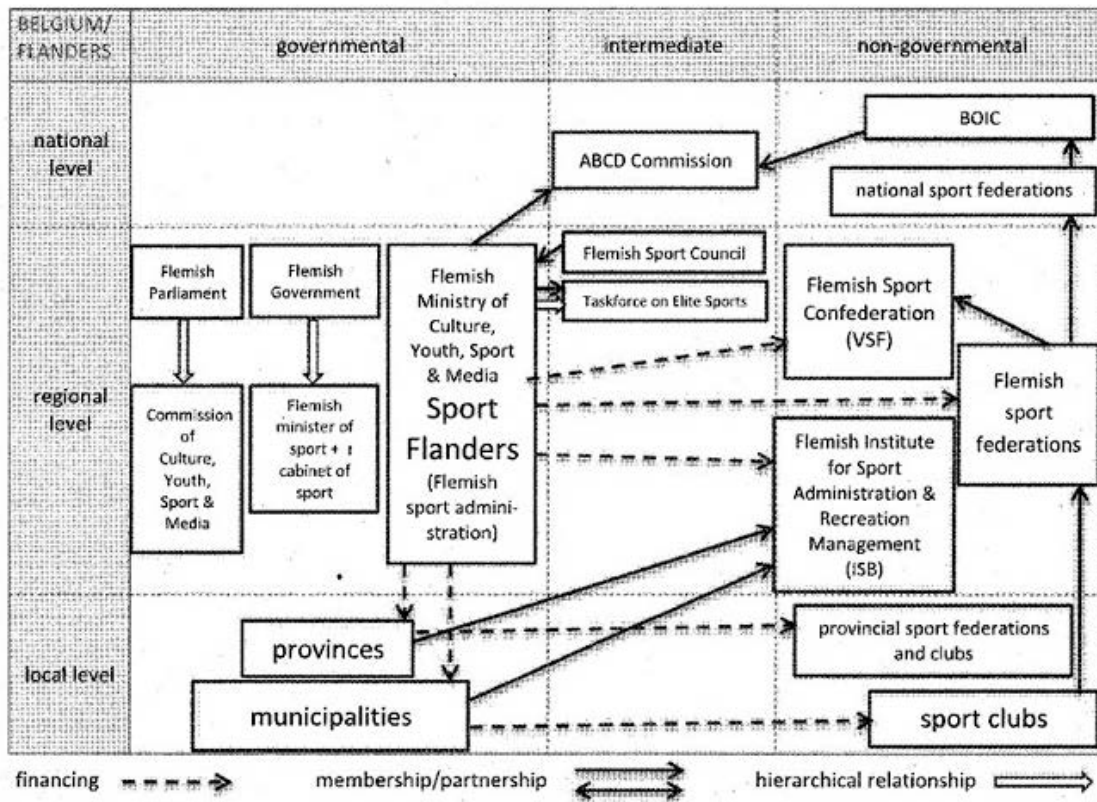 BELGIUM/
FLANDERS
governmental
intermediate
non-governmental
national
level
BOIC
ABCD Commission
national sport federations
regional
level
Flemish
Parliament
Flemish
Government
Flemish
Ministry of
Culture,
Youth, Sport
& Media
Sport
Flanders
(Flemish
sport admini-
stration)
Flemish Sport Council
Taskforce on Elite Sports
Flemish Sport
Confederation
(VSF)
Flemish
sport
federations
Commission
of
Culture,
Youth,
Sport &
Media
Flemish
minister of
sport +
cabinet of
sport
Flemish Institute
for Sport
Administration &
Recreation
Management
(ISB)
local level
provinces
provincial sport federations
and clubs
municipalities
sport clubs
financing
membership/partnership
hierarchical relationship